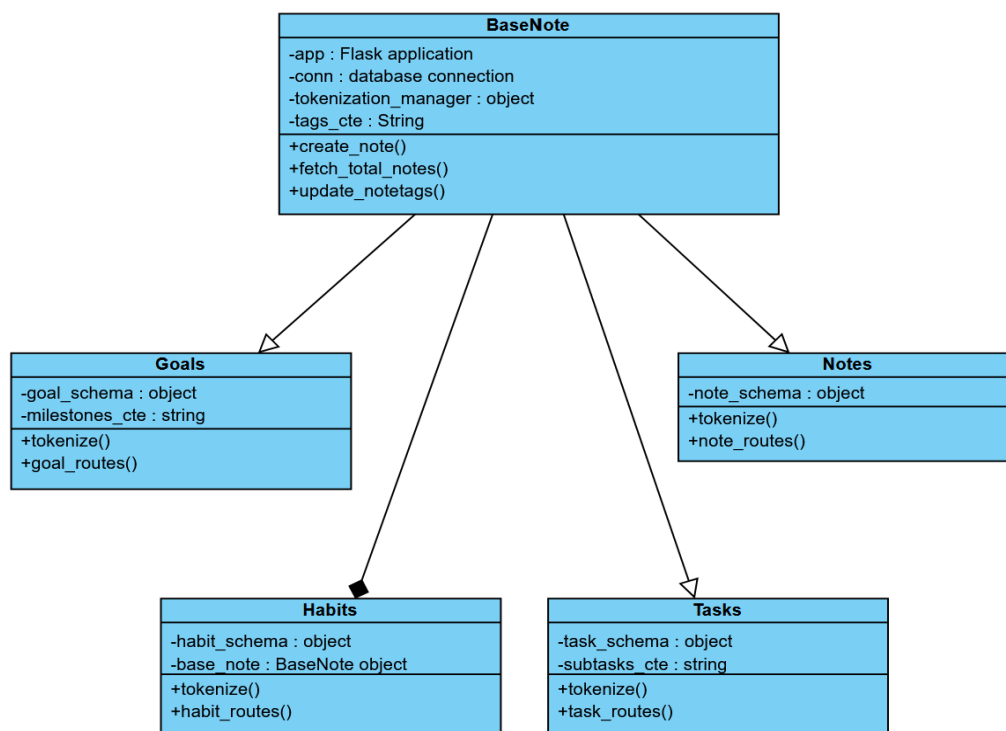 BaseNote
-app : Flask application
-conn : database connection
-tokenization_manager : object
-tags_cte : String
+create_note()
+fetch_total_notes()
+update_notetags()
Goals
-goal_schema : object
-milestones_cte : string
+tokenize()
+goal_routes()
Notes
-note_schema : object
+tokenize()
+note_routes()
Habits
-habit_schema : object
-base_note : BaseNote object
+tokenize()
+habit_routes()
Tasks
-task_schema : object
-subtasks_cte : string
+tokenize()
+task_routes()